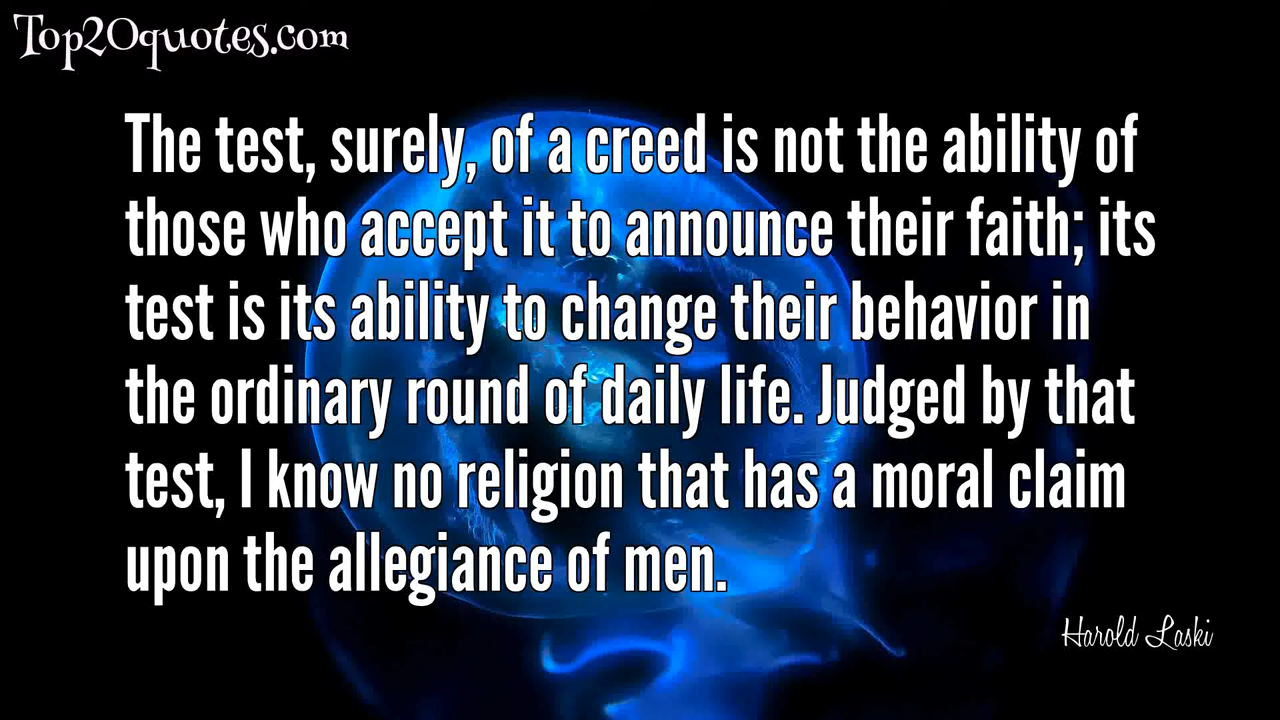 Top20quotes.com
The test, surely, of a creed is not the ability of
those who accept it to announce their faith; its
test is its ability to change their behavior in
the ordinary round of daily life. Judged by that
test, I know no religion that has a moral claim
upon the allegiance of men.
Harold Laski